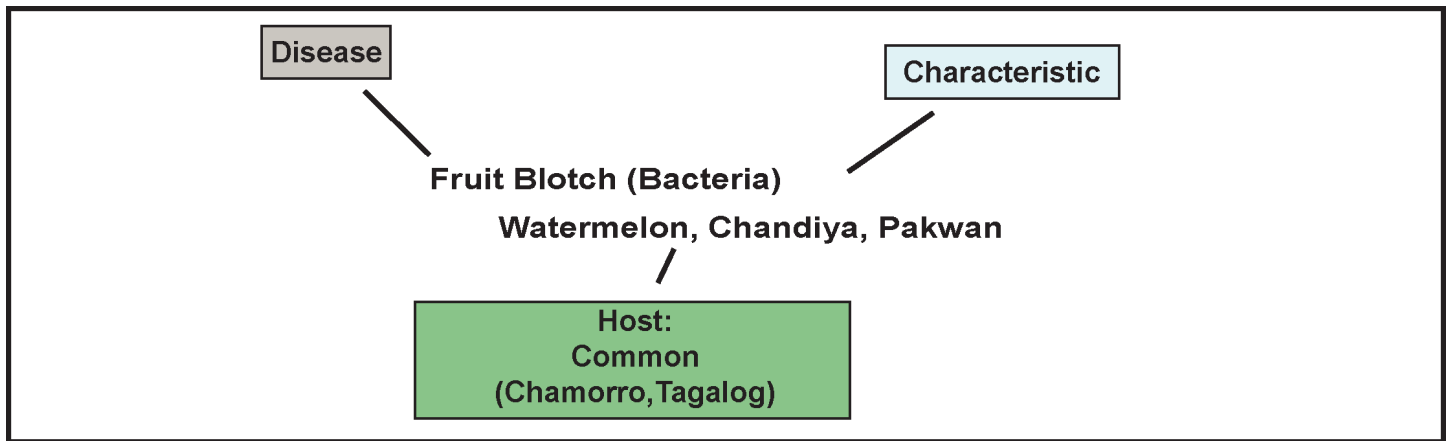 Disease
Characteristic
Fruit Blotch (Bacteria)
Watermelon, Chandiya, Pakwan
Host:
Common
(Chamorro,Tagalog)